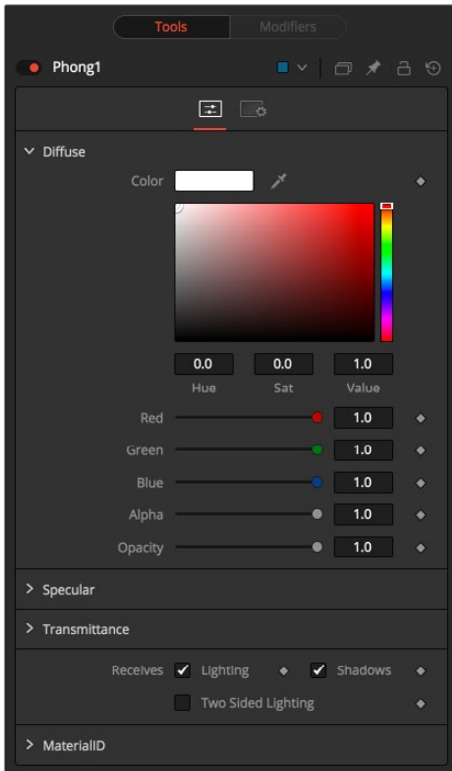 Tools Modifiers
Phong1
Diffuse
Color
0.0 0.0 1.0
Hue Sat Value
Red 1.0
Green 1.0
Blue 1.0
Alpha 1.0
Opacity 1.0
Specular
Transmittance
Receives Lighting Shadows
Two Sided Lighting
MaterialID